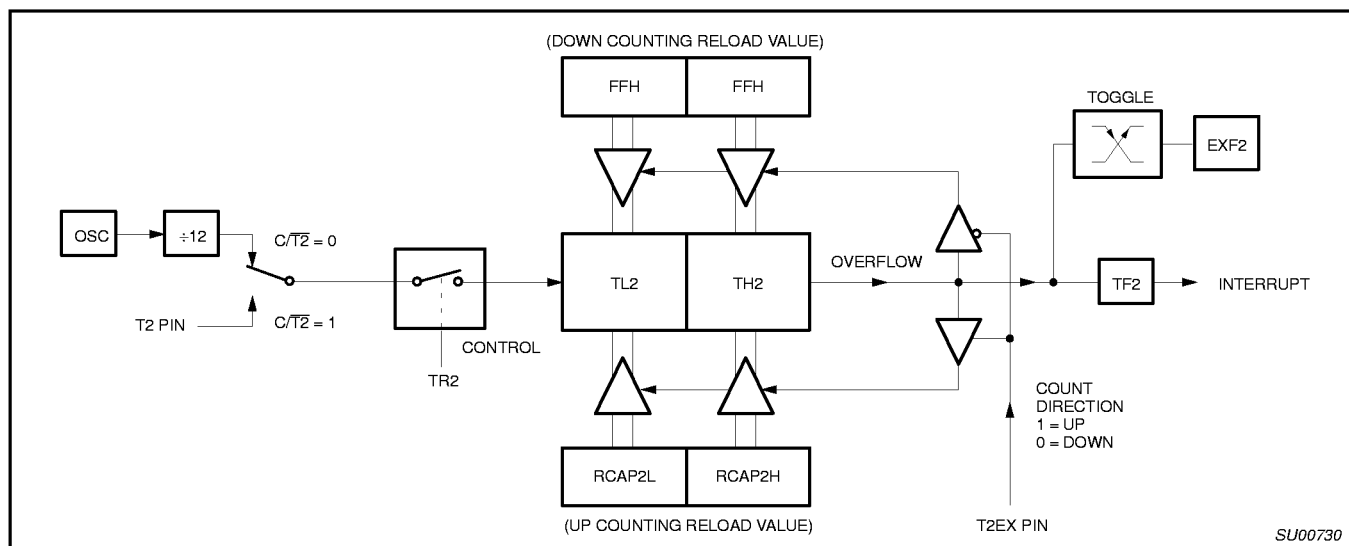 (DOWN COUNTING RELOAD VALUE)
FFH FFH
TOGGLE
EXF2
OSC ÷12
C/T2 = 0
OVERFLOW
TL2 TH2
TF2 INTERRUPT
C/T2 = 1
T2 PIN
CONTROL
TR2
COUNT
DIRECTION
1 = UP
0 = DOWN
RCAP2L RCAP2H
(UP COUNTING RELOAD VALUE)
T2EX PIN
SU00730